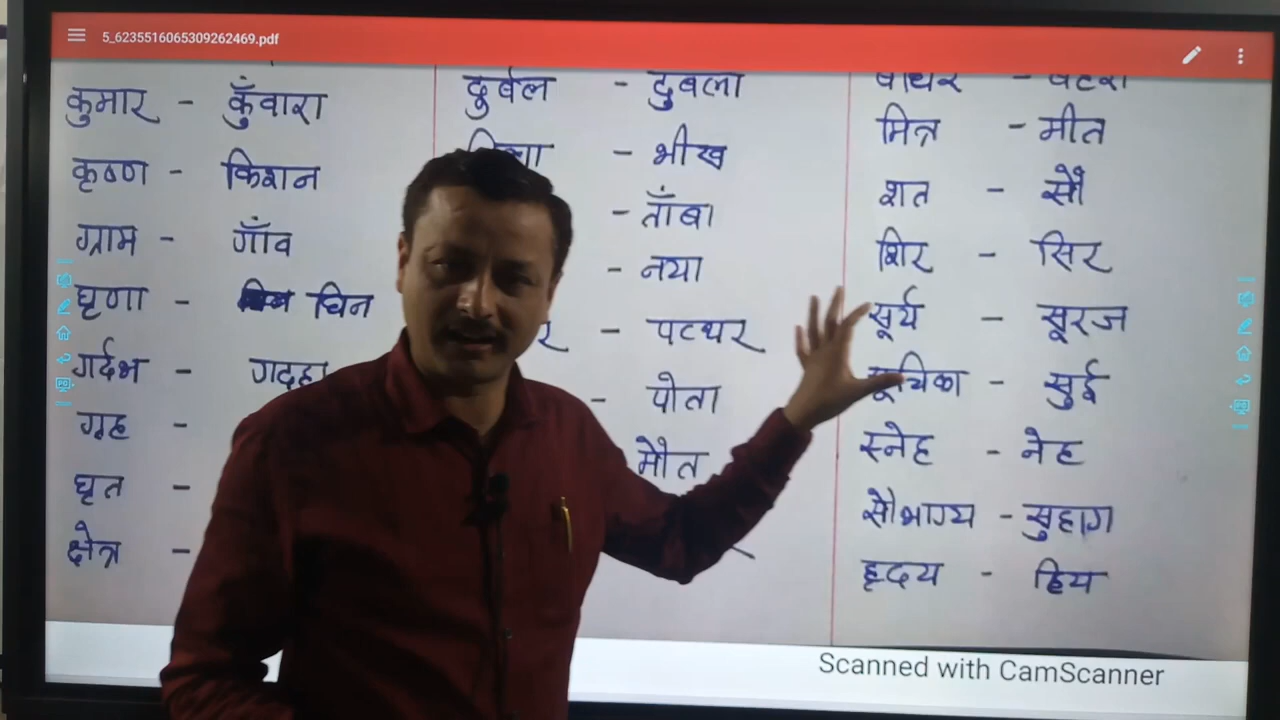 5_6235516065309262469.pdf
कुमार - कुँवारा
कृष्ण - किशन
ग्राम - गाँव
घृणा - घिन
गर्दभ - गदहा
गृह -
घृत -
क्षेत्र -
दुर्बल - दुबला
- भीख
- ताँबा
- नया
- पत्थर
- पोता
मौत
मित्र - मीत
शत - सौ
शिर - सिर
सूर्य - सूरज
सूचिका - सुई
स्नेह - नेह
सौभाग्य - सुहाग
हृदय - हिय
Scanned with CamScanner